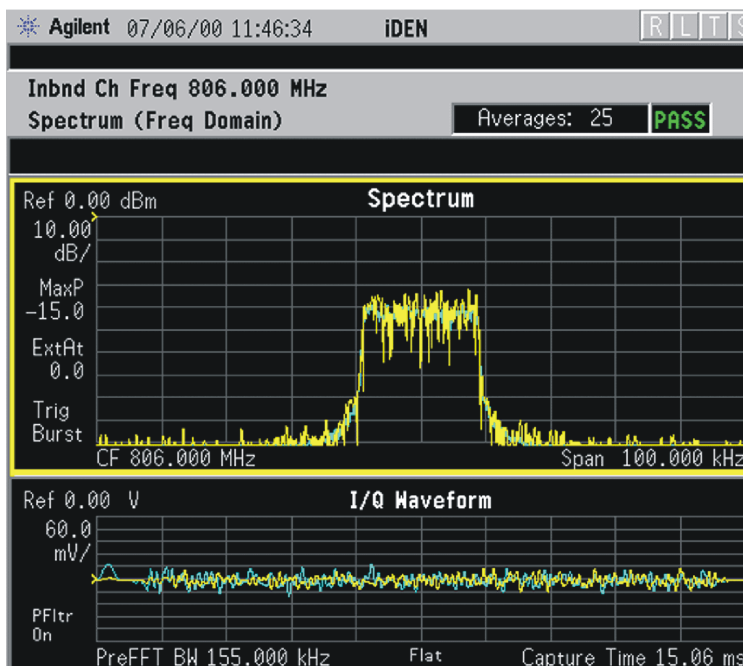 Agilent 07/06/00 11:46:34 iDEN R L T S
Inbnd Ch Freq 806.000 MHz
Spectrum (Freq Domain) Averages: 25 PASS
Ref 0.00 dBm Spectrum
10.00
dB/
MaxP
-15.0
ExtAt
0.0
Trig
Burst
CF 806.000 MHz Span 100.000 kHz
Ref 0.00 V I/Q Waveform
60.0
mV/
PFltr
On
PreFFT BW 155.000 kHz Flat Capture Time 15.06 ms